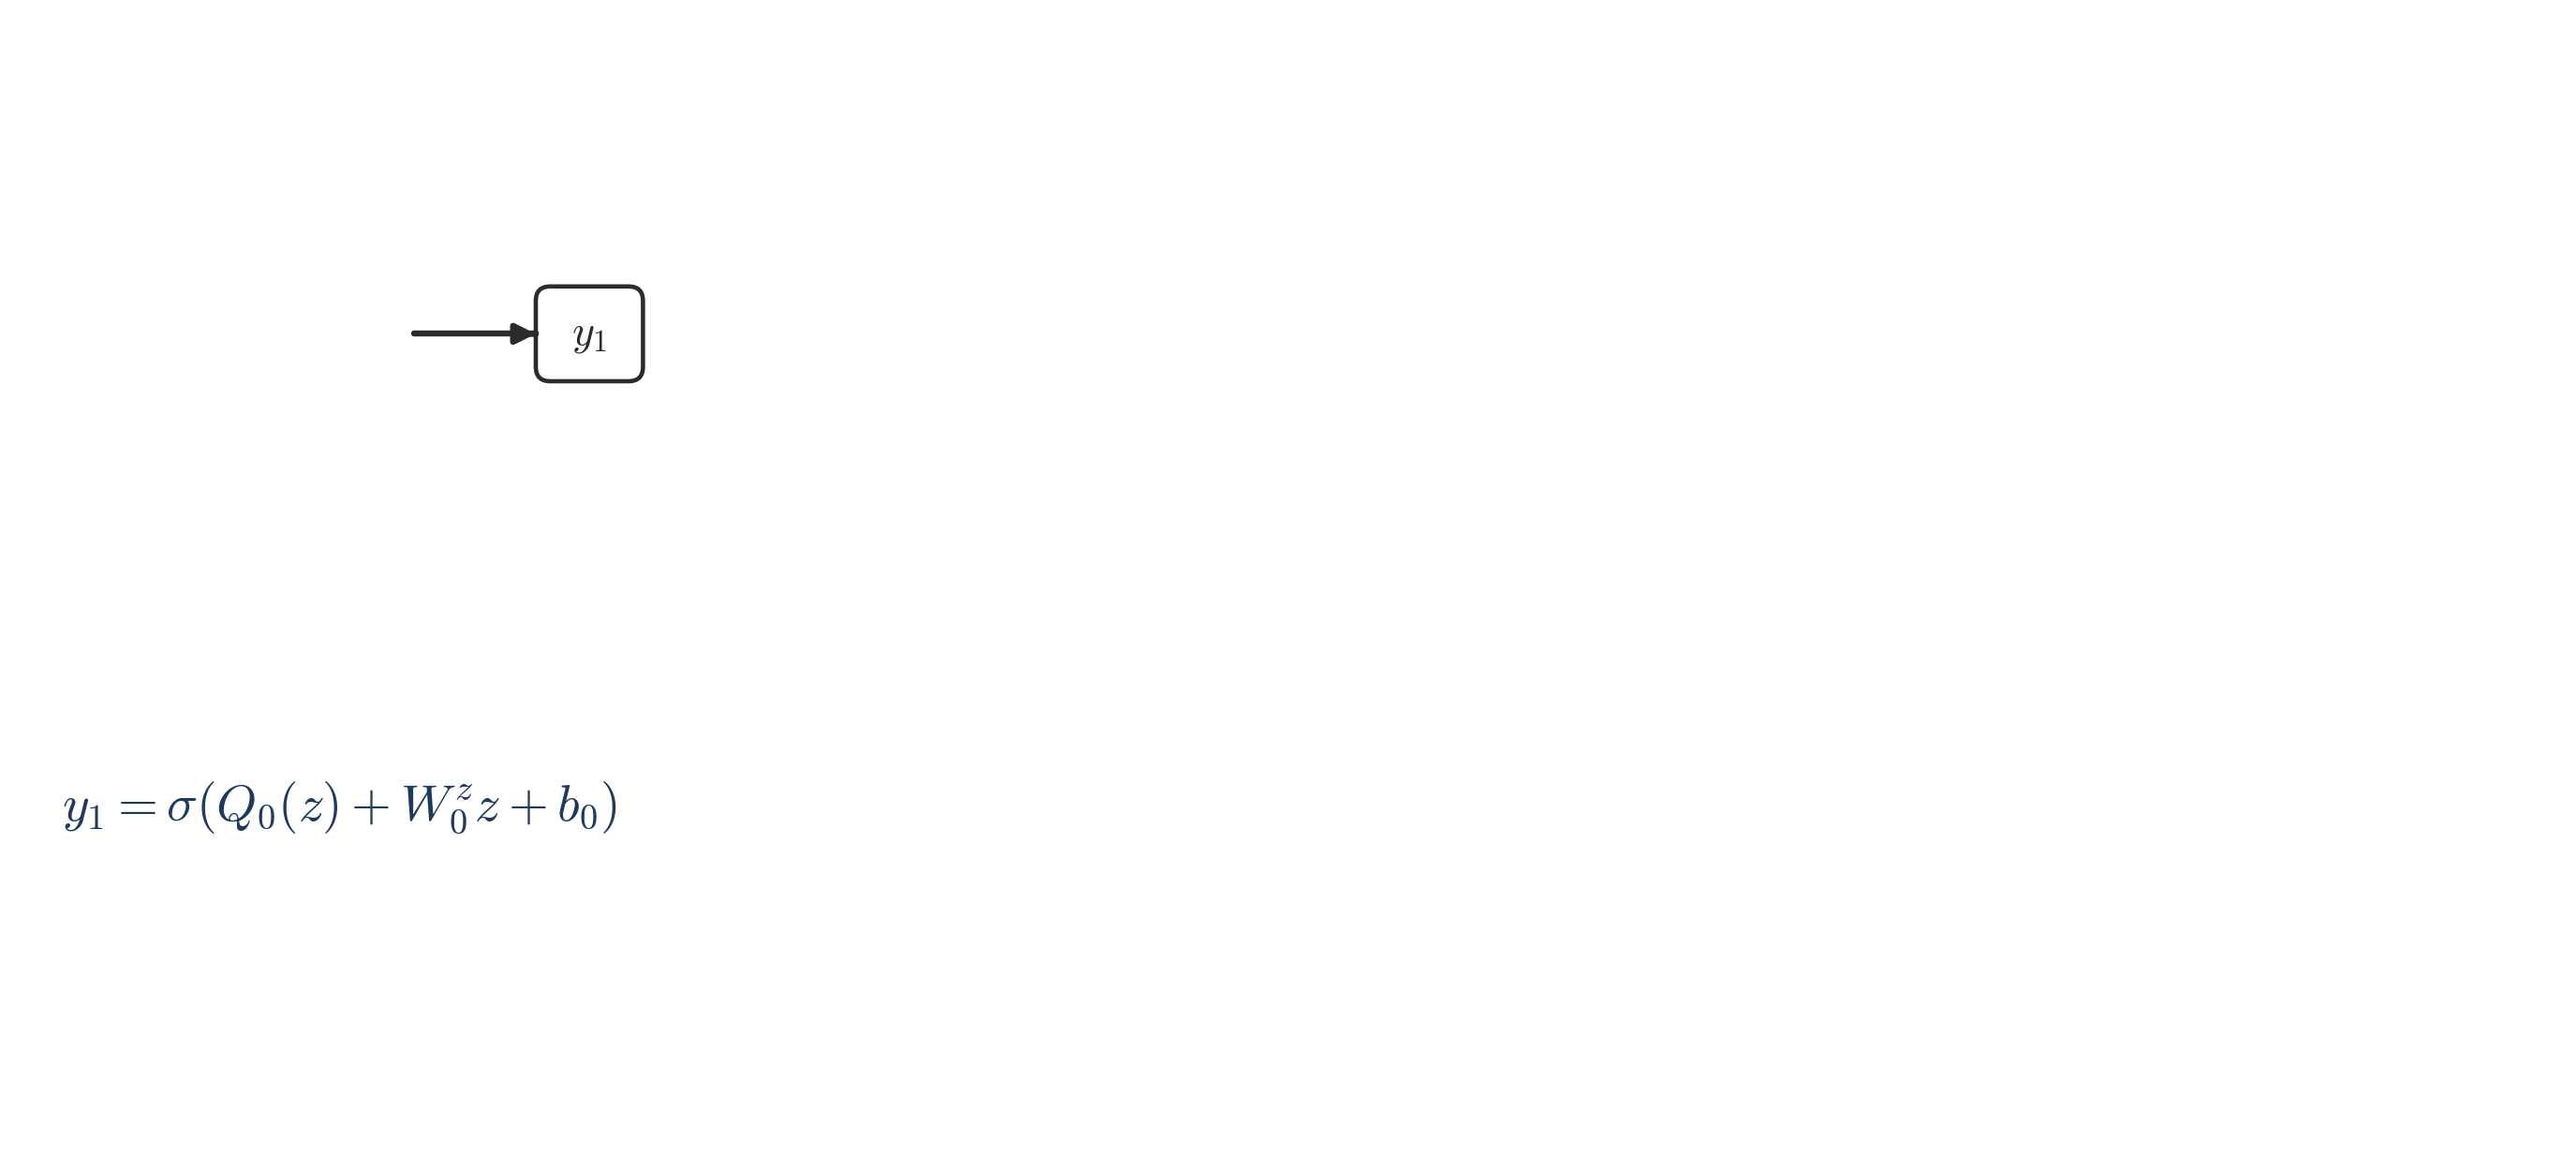 y₁
y₁ = σ(Q₀(z) + W₀ᶻz + b₀)